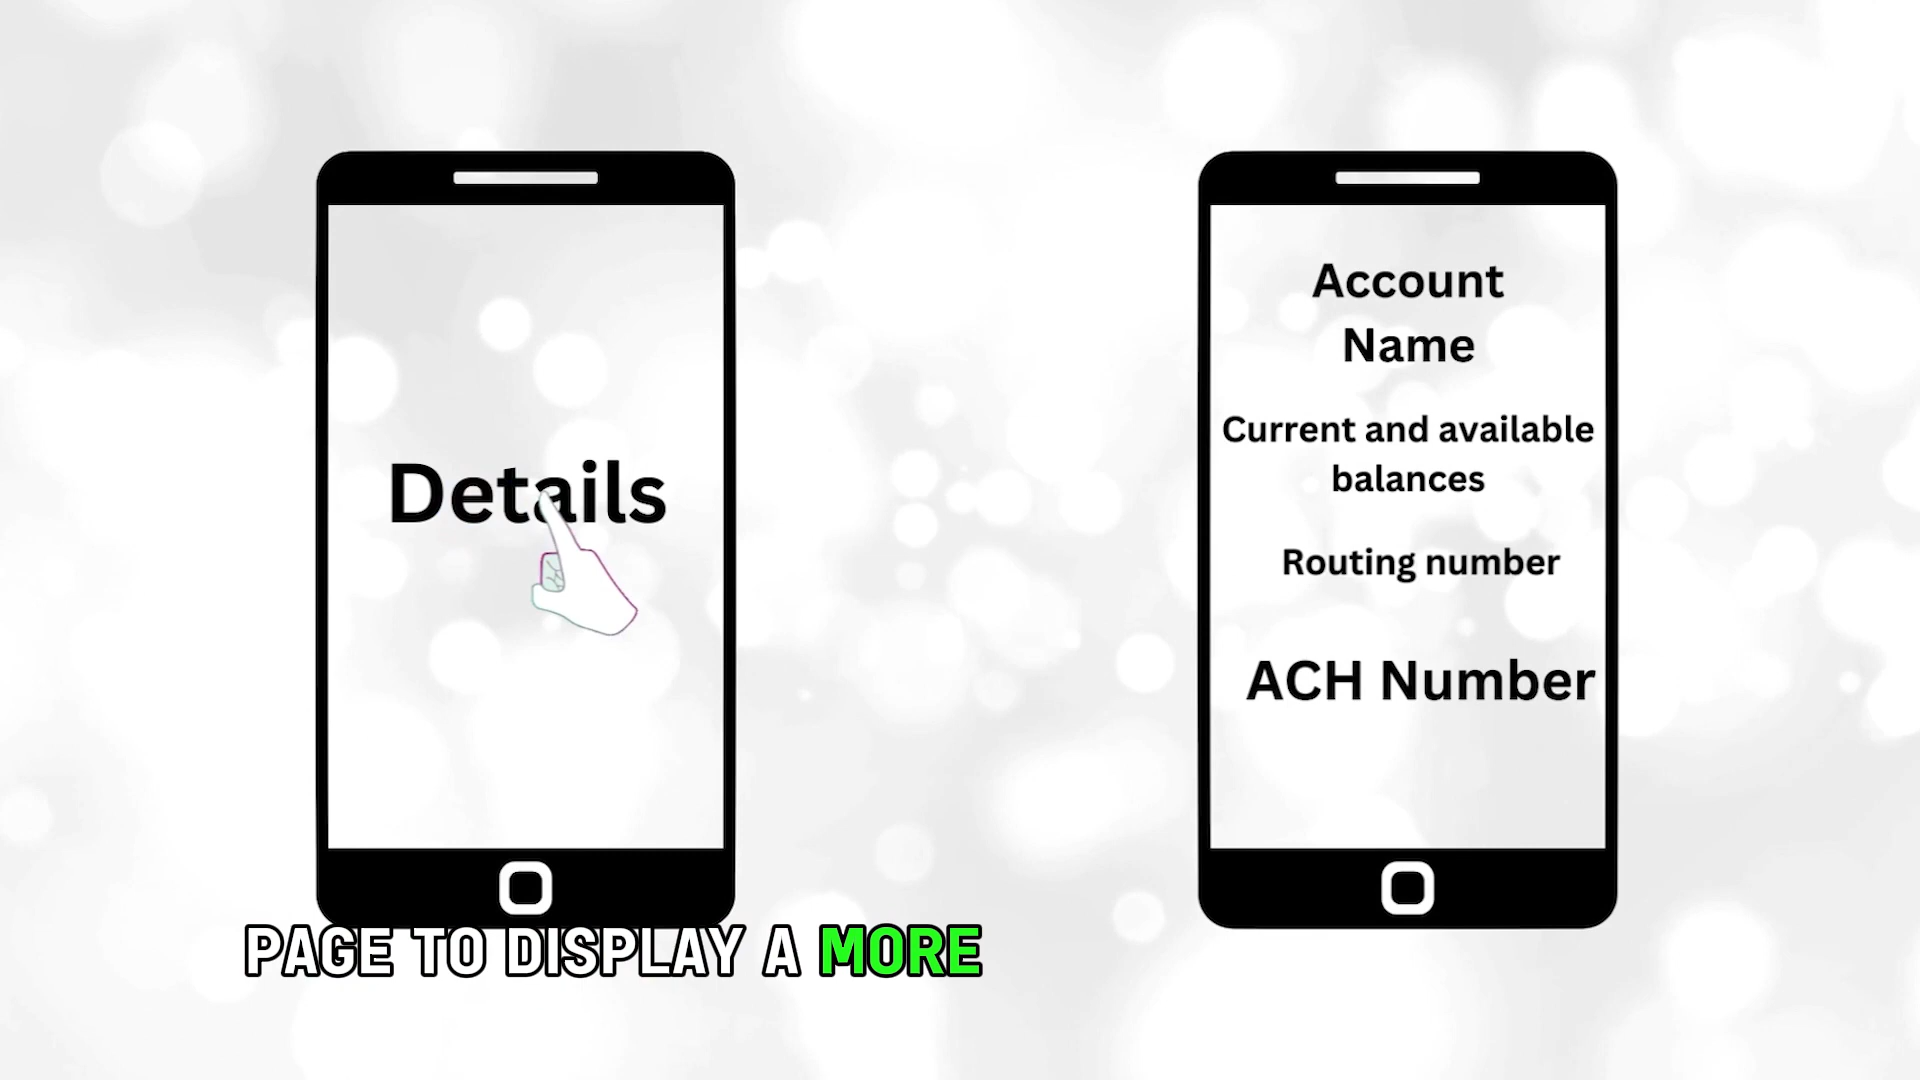 Details
Account
Name
Current and available
balances
Routing number
ACH Number
PAGE TO DISPLAY A MORE